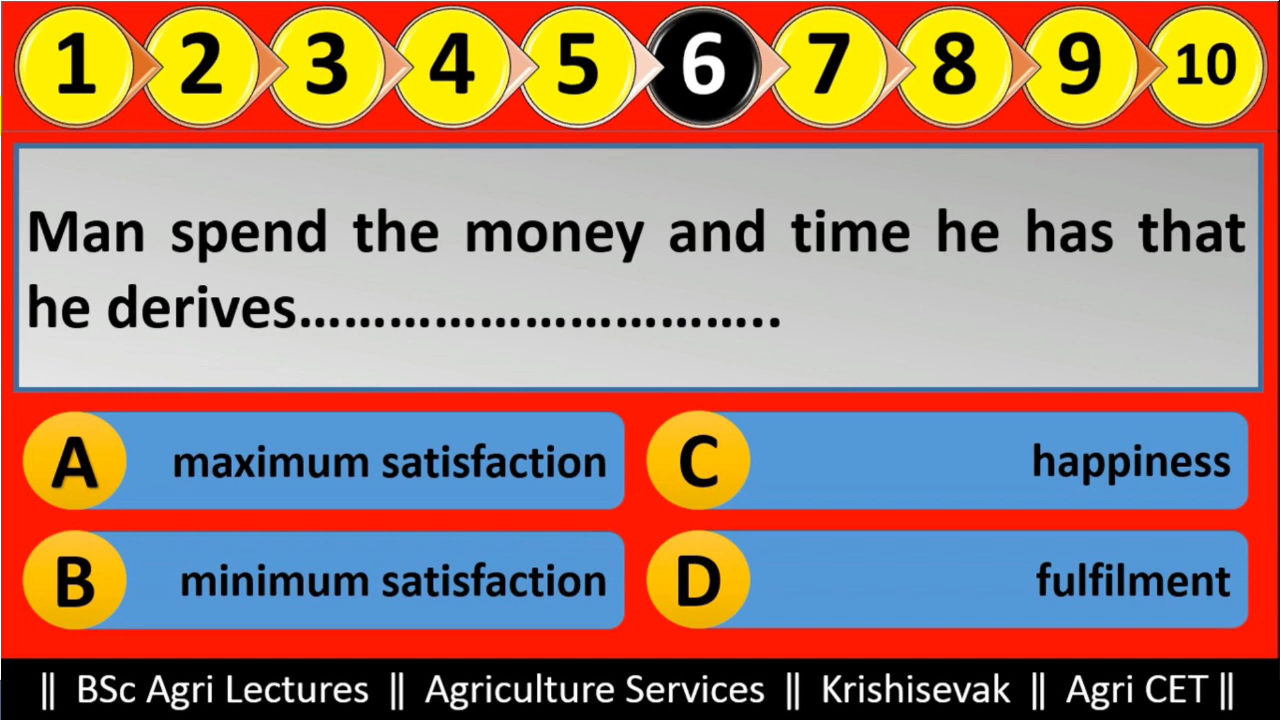 1 2 3 4 5 6 7 8 9 10
Man spend the money and time he has that
he derives…………………………..
A maximum satisfaction
C happiness
B minimum satisfaction
D fulfilment
|| BSc Agri Lectures || Agriculture Services || Krishisevak || Agri CET ||